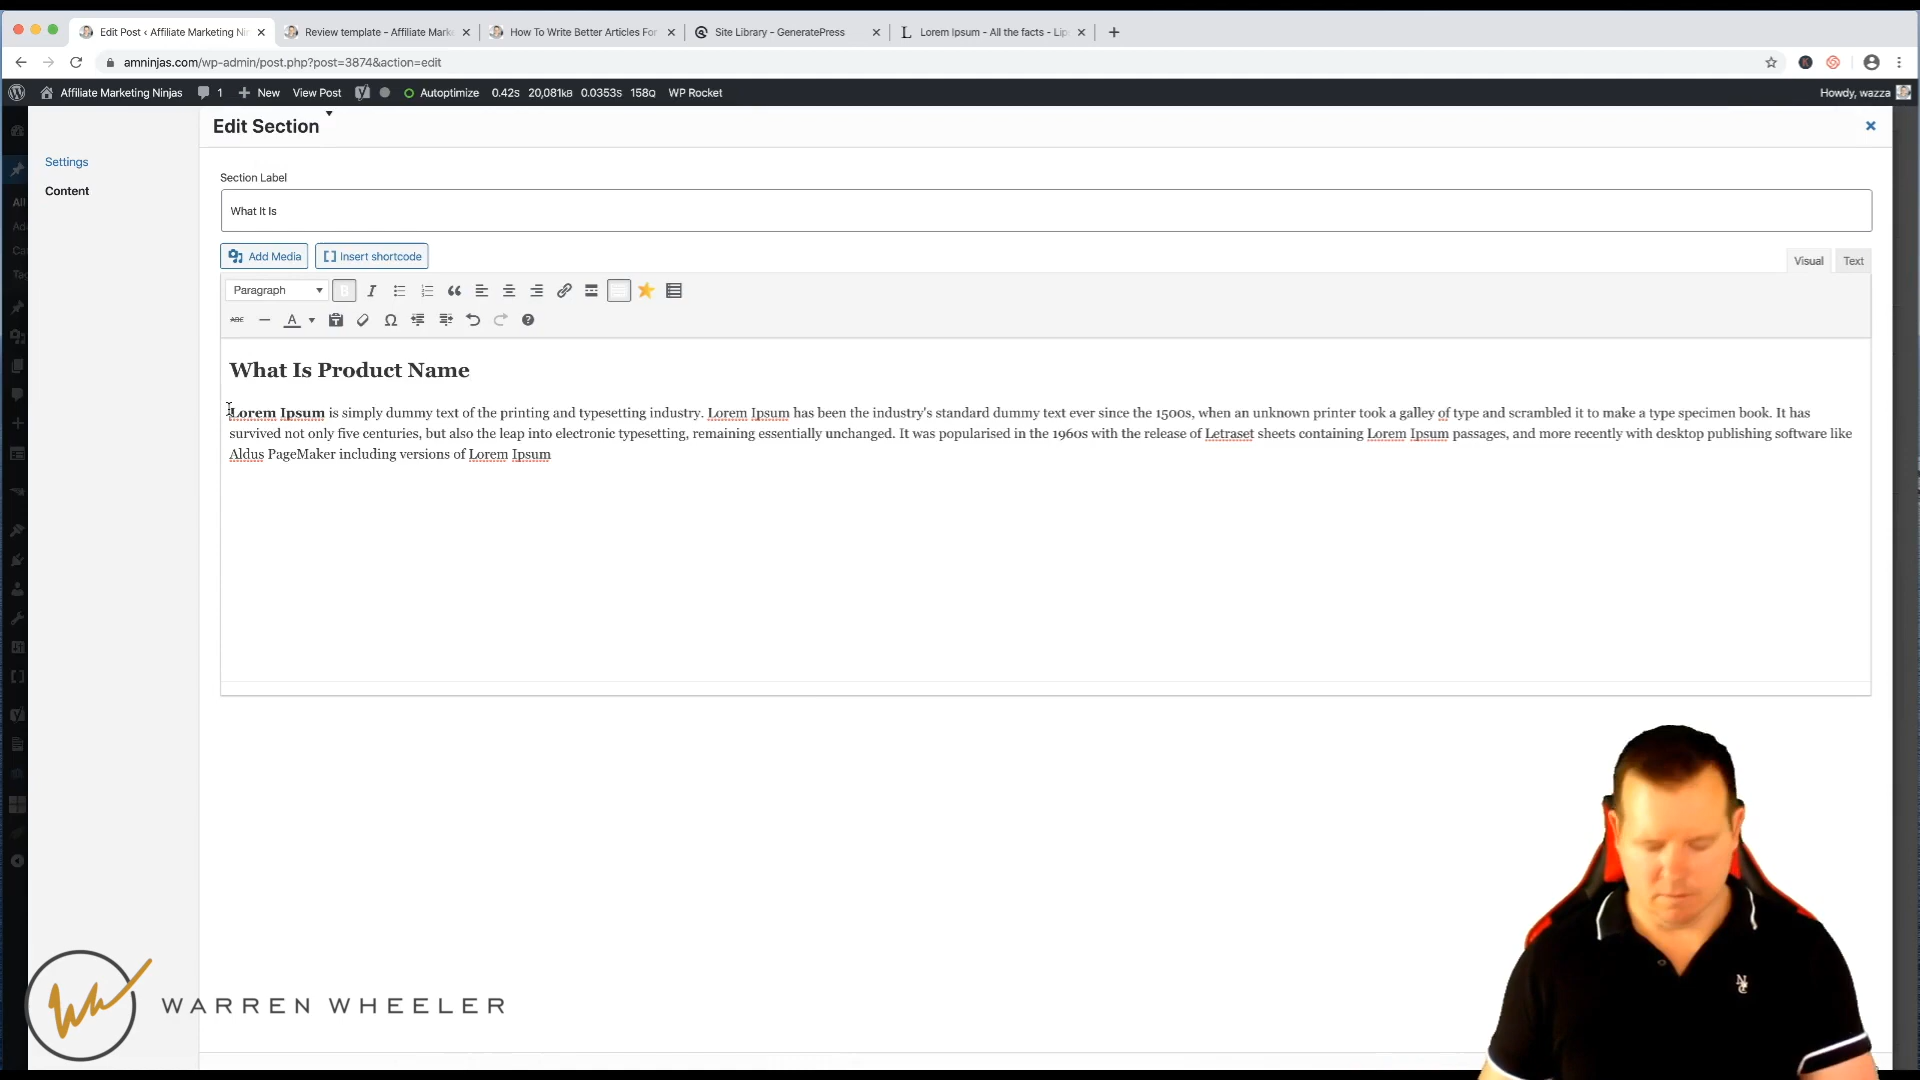 Edit Post ‹ Affiliate Marketing Nin
Review template - Affiliate Mark
How To Write Better Articles For
Site Library - GeneratePress
Lorem Ipsum - All the facts - Lip
amninjas.com/wp-admin/post.php?post=3874&action=edit
Affiliate Marketing Ninjas
1
New
View Post
Autoptimize
0.42S 20,081KB 0.0353S 158Q
WP Rocket
Howdy, wazza
Edit Section
Settings
Content
Section Label
What It Is
Add Media
Insert shortcode
Visual
Text
Paragraph
What Is Product Name
Lorem Ipsum is simply dummy text of the printing and typesetting industry. Lorem Ipsum has been the industry's standard dummy text ever since the 1500s, when an unknown printer took a galley of type and scrambled it to make a type specimen book. It has
survived not only five centuries, but also the leap into electronic typesetting, remaining essentially unchanged. It was popularised in the 1960s with the release of Letraset sheets containing Lorem Ipsum passages, and more recently with desktop publishing software like
Aldus PageMaker including versions of Lorem Ipsum
WARREN WHEELER